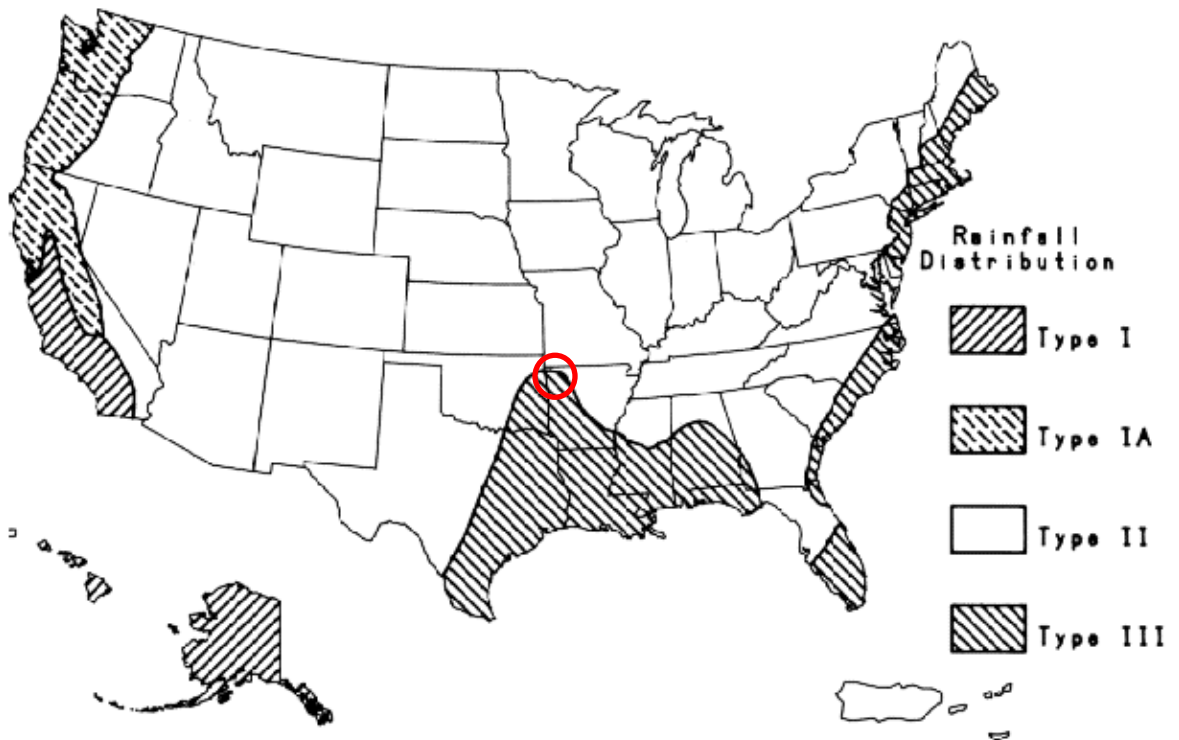 Rainfall
Distribution
Type I
Type IA
Type II
Type III